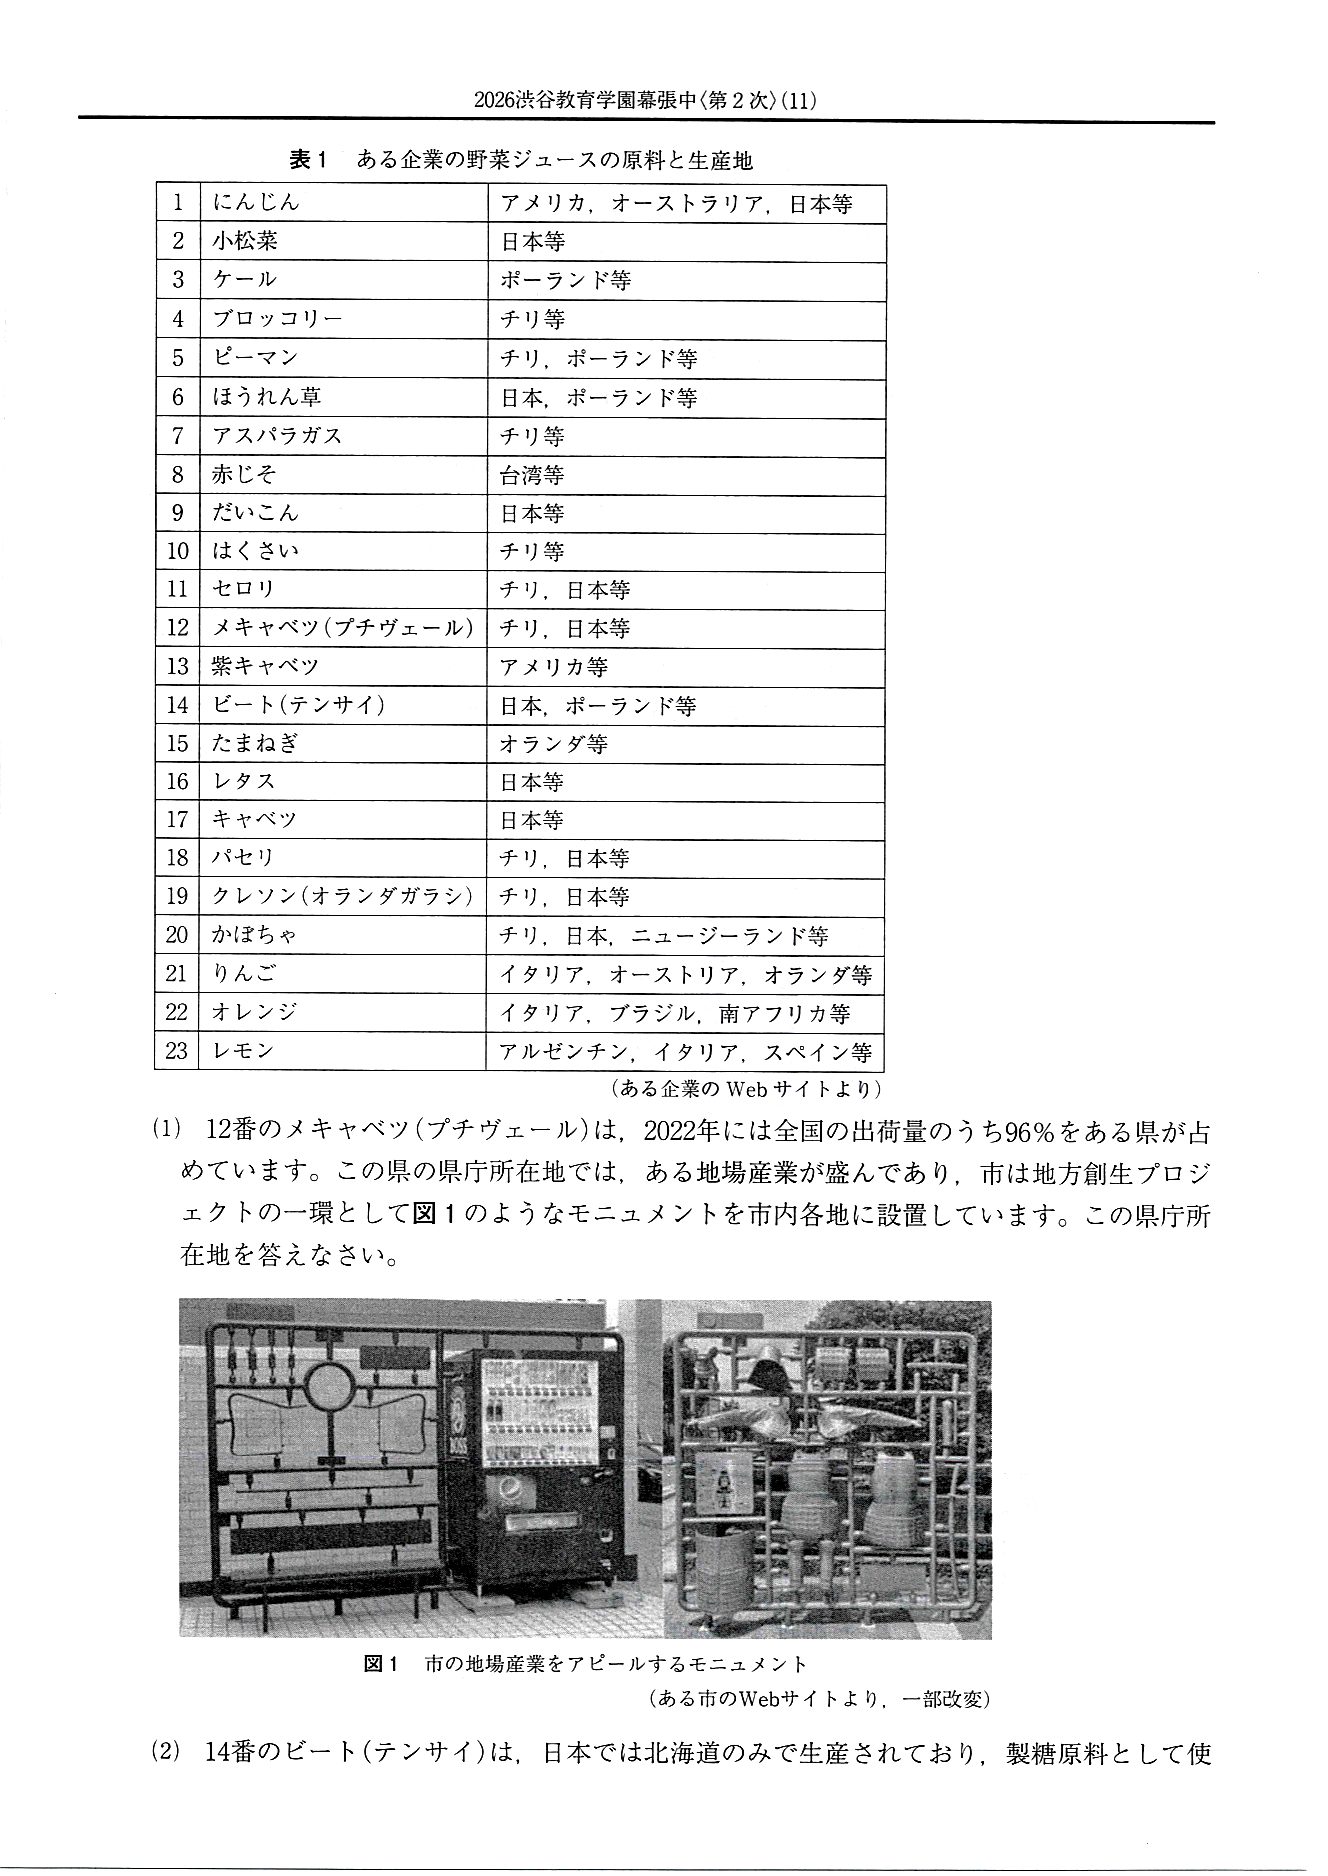 2026渋谷教育学園幕張中〈第2次〉(11)
表1　ある企業の野菜ジュースの原料と生産地
1 にんじん アメリカ，オーストラリア，日本等
2 小松菜 日本等
3 ケール ポーランド等
4 ブロッコリー チリ等
5 ピーマン チリ，ポーランド等
6 ほうれん草 日本，ポーランド等
7 アスパラガス チリ等
8 赤じそ 台湾等
9 だいこん 日本等
10 はくさい チリ等
11 セロリ チリ，日本等
12 メキャベツ(プチヴェール) チリ，日本等
13 紫キャベツ アメリカ等
14 ビート(テンサイ) 日本，ポーランド等
15 たまねぎ オランダ等
16 レタス 日本等
17 キャベツ 日本等
18 パセリ チリ，日本等
19 クレソン(オランダガラシ) チリ，日本等
20 かぼちゃ チリ，日本，ニュージーランド等
21 りんご イタリア，オーストリア，オランダ等
22 オレンジ イタリア，ブラジル，南アフリカ等
23 レモン アルゼンチン，イタリア，スペイン等
(ある企業のWebサイトより)
(1)　12番のメキャベツ(プチヴェール)は，2022年には全国の出荷量のうち96%をある県が占
めています。この県の県庁所在地では，ある地場産業が盛んであり，市は地方創生プロジ
ェクトの一環として図1のようなモニュメントを市内各地に設置しています。この県庁所
在地を答えなさい。
図1　市の地場産業をアピールするモニュメント
(ある市のWebサイトより，一部改変)
(2)　14番のビート(テンサイ)は，日本では北海道のみで生産されており，製糖原料として使